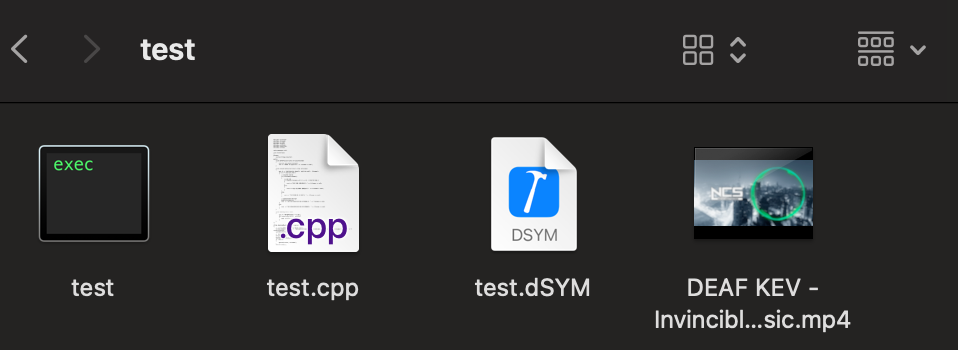 test
exec
.cpp
DSYM
NCS
test
test.cpp
test.dSYM
DEAF KEV -
Invincibl...sic.mp4